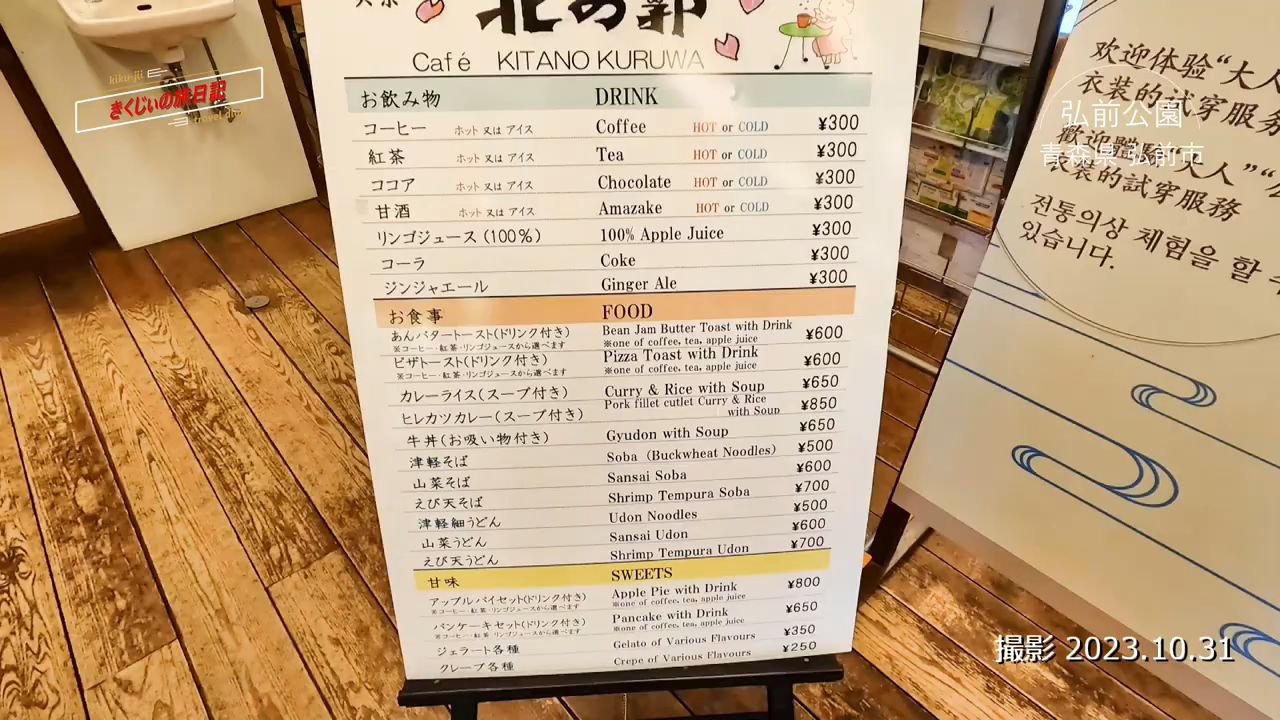 北の郭
Café KITANO KURUWA
お飲み物 DRINK
コーヒー ホット 又は アイス Coffee HOT or COLD ¥300
紅茶 ホット 又は アイス Tea HOT or COLD ¥300
ココア ホット 又は アイス Chocolate HOT or COLD ¥300
甘酒 ホット 又は アイス Amazake HOT or COLD ¥300
リンゴジュース (100%) 100% Apple Juice ¥300
コーラ Coke ¥300
ジンジャエール Ginger Ale ¥300
お食事 FOOD
あんバタートースト(ドリンク付き) Bean Jam Butter Toast with Drink ¥600
※コーヒー・紅茶・リンゴジュースから選べます ※one of coffee, tea, apple juice
ピザトースト(ドリンク付き) Pizza Toast with Drink ¥600
※コーヒー・紅茶・リンゴジュースから選べます ※one of coffee, tea, apple juice
カレーライス(スープ付き) Curry & Rice with Soup ¥650
ヒレカツカレー(スープ付き) Pork fillet cutlet Curry & Rice with Soup ¥850
牛丼(お吸い物付き) Gyudon with Soup ¥650
津軽そば Soba (Buckwheat Noodles) ¥500
山菜そば Sansai Soba ¥600
えび天そば Shrimp Tempura Soba ¥700
津軽細うどん Udon Noodles ¥500
山菜うどん Sansai Udon ¥600
えび天うどん Shrimp Tempura Udon ¥700
甘味 SWEETS
アップルパイセット(ドリンク付き) Apple Pie with Drink ¥800
※コーヒー・紅茶・リンゴジュースから選べます ※one of coffee, tea, apple juice
パンケーキセット(ドリンク付き) Pancake with Drink ¥650
※コーヒー・紅茶・リンゴジュースから選べます ※one of coffee, tea, apple juice
ジェラート各種 Gelato of Various Flavours ¥350
クレープ各種 Crepe of Various Flavours ¥250
kiku-jii
きくじぃの旅日記
travel diary
欢迎体验“大人
衣装的试穿服务
弘前公園
青森県 弘前市
歡迎體驗“大人”“
衣裝的試穿服務
전통의상 체험을 할 수
있습니다.
撮影 2023.10.31